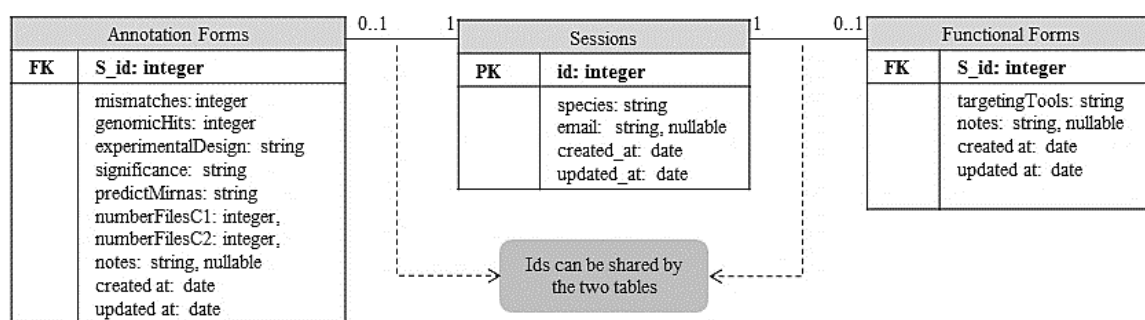 0..1 1 1 0..1
Annotation Forms
FK S_id: integer
mismatches: integer
genomicHits: integer
experimentalDesign: string
significance: string
predictMirnas: string
numberFilesC1: integer,
numberFilesC2: integer,
notes: string, nullable
created at: date
updated at: date
Sessions
PK id: integer
species: string
email: string, nullable
created_at: date
updated_at: date
Functional Forms
FK S_id: integer
targetingTools: string
notes: string, nullable
created at: date
updated at: date
Ids can be shared by
the two tables